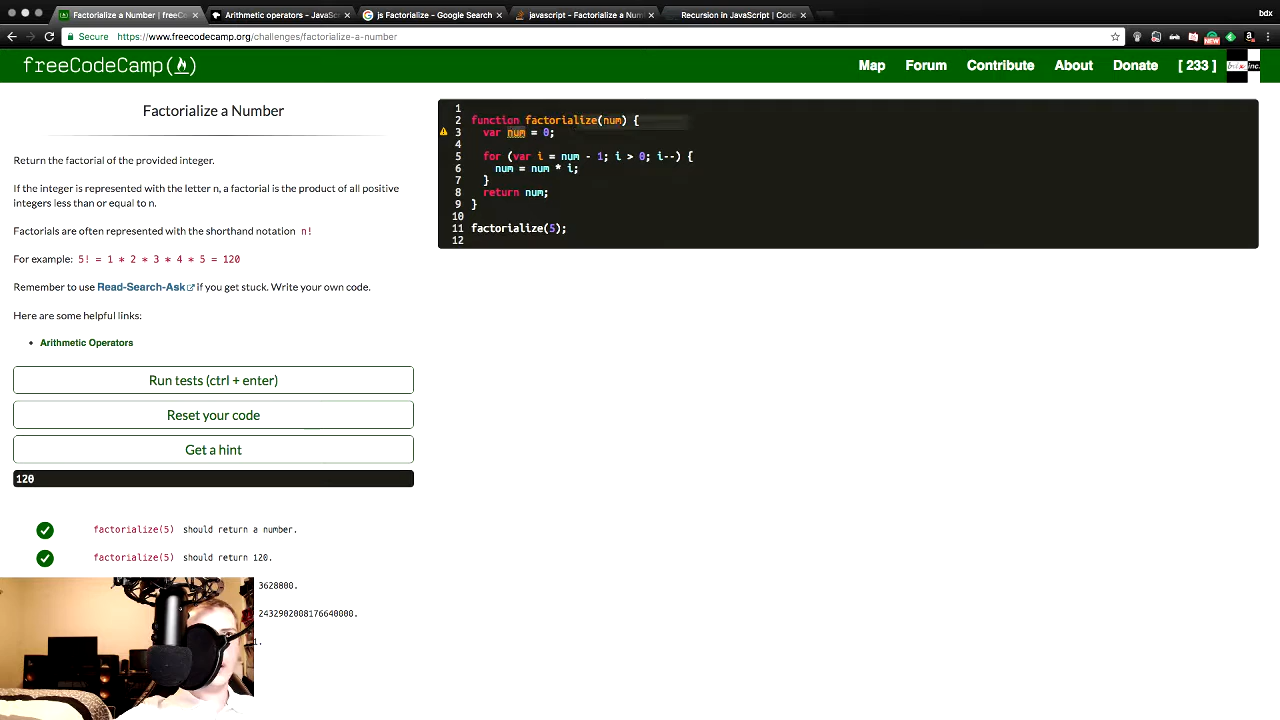 Factorialize a Number | freeC
Arithmetic operators - JavaSc
js Factorialize - Google Search
javascript - Factorialize a Num
Recursion in JavaScript | Code
bdx
Secure
https://www.freecodecamp.org/challenges/factorialize-a-number
NEW
freeCodeCamp
Map
Forum
Contribute
About
Donate
[ 233 ]
inc.
Factorialize a Number
Return the factorial of the provided integer.
If the integer is represented with the letter n, a factorial is the product of all positive
integers less than or equal to n.
Factorials are often represented with the shorthand notation n!
For example: 5! = 1 * 2 * 3 * 4 * 5 = 120
Remember to use Read-Search-Ask if you get stuck. Write your own code.
Here are some helpful links:
• Arithmetic Operators
Run tests (ctrl + enter)
Reset your code
Get a hint
120
factorialize(5) should return a number.
factorialize(5) should return 120.
3628800.
2432902008176640000.
1.
1
2 function factorialize(num) {
3 var num = 0;
4
5 for (var i = num - 1; i > 0; i--) {
6 num = num * i;
7 }
8 return num;
9 }
10
11 factorialize(5);
12